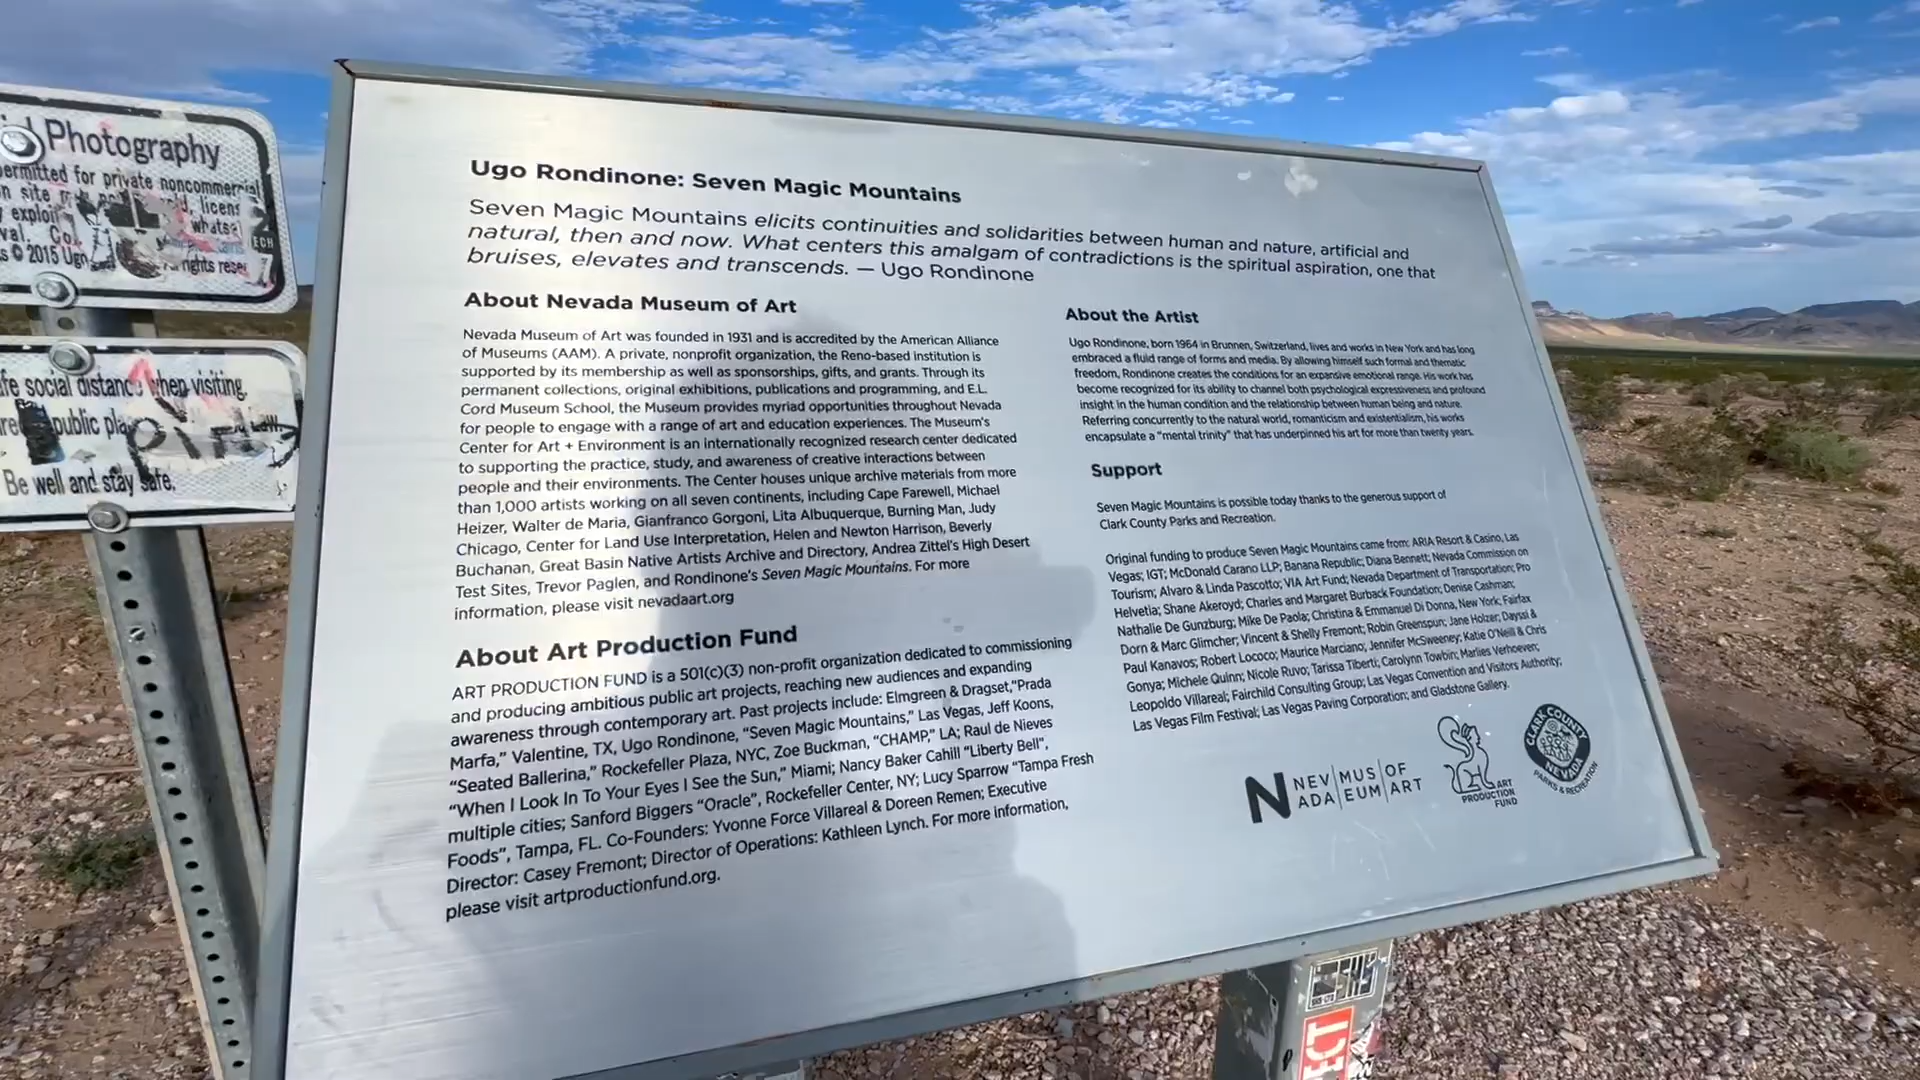 Photography
permitted for private noncommercial
n site
exploi
val. Co.
s © 2015 Ugo
licens
whatso
rights reser
ECH
fe social distance when visiting.
public pla
Be well and stay safe.
Ugo Rondinone: Seven Magic Mountains
Seven Magic Mountains elicits continuities and solidarities between human and nature, artificial and
natural, then and now. What centers this amalgam of contradictions is the spiritual aspiration, one that
bruises, elevates and transcends. — Ugo Rondinone
About Nevada Museum of Art
Nevada Museum of Art was founded in 1931 and is accredited by the American Alliance
of Museums (AAM). A private, nonprofit organization, the Reno-based institution is
supported by its membership as well as sponsorships, gifts, and grants. Through its
permanent collections, original exhibitions, publications and programming, and E.L.
Cord Museum School, the Museum provides myriad opportunities throughout Nevada
for people to engage with a range of art and education experiences. The Museum's
Center for Art + Environment is an internationally recognized research center dedicated
to supporting the practice, study, and awareness of creative interactions between
people and their environments. The Center houses unique archive materials from more
than 1,000 artists working on all seven continents, including Cape Farewell, Michael
Heizer, Walter de Maria, Gianfranco Gorgoni, Lita Albuquerque, Burning Man, Judy
Chicago, Center for Land Use Interpretation, Helen and Newton Harrison, Beverly
Buchanan, Great Basin Native Artists Archive and Directory, Andrea Zittel's High Desert
Test Sites, Trevor Paglen, and Rondinone's Seven Magic Mountains. For more
information, please visit nevadaart.org
About Art Production Fund
ART PRODUCTION FUND is a 501(c)(3) non-profit organization dedicated to commissioning
and producing ambitious public art projects, reaching new audiences and expanding
awareness through contemporary art. Past projects include: Elmgreen & Dragset,"Prada
Marfa," Valentine, TX, Ugo Rondinone, "Seven Magic Mountains," Las Vegas, Jeff Koons,
"Seated Ballerina," Rockefeller Plaza, NYC, Zoe Buckman, "CHAMP," LA; Raul de Nieves
"When I Look In To Your Eyes I See the Sun," Miami; Nancy Baker Cahill "Liberty Bell",
multiple cities; Sanford Biggers "Oracle", Rockefeller Center, NY; Lucy Sparrow "Tampa Fresh
Foods", Tampa, FL. Co-Founders: Yvonne Force Villareal & Doreen Remen; Executive
Director: Casey Fremont; Director of Operations: Kathleen Lynch. For more information,
please visit artproductionfund.org.
About the Artist
Ugo Rondinone, born 1964 in Brunnen, Switzerland, lives and works in New York and has long
embraced a fluid range of forms and media. By allowing himself such formal and thematic
freedom, Rondinone creates the conditions for an expansive emotional range. His work has
become recognized for its ability to channel both psychological expressiveness and profound
insight in the human condition and the relationship between human being and nature.
Referring concurrently to the natural world, romanticism and existentialism, his works
encapsulate a "mental trinity" that has underpinned his art for more than twenty years.
Support
Seven Magic Mountains is possible today thanks to the generous support of
Clark County Parks and Recreation.
Original funding to produce Seven Magic Mountains came from: ARIA Resort & Casino, Las
Vegas; IGT; McDonald Carano LLP; Banana Republic; Diana Bennett; Nevada Commission on
Tourism; Alvaro & Linda Pascotto; VIA Art Fund; Nevada Department of Transportation; Pro
Helvetia; Shane Akeroyd; Charles and Margaret Burback Foundation; Denise Cashman;
Nathalie De Gunzburg; Mike De Paola; Christina & Emmanuel Di Donna, New York; Fairfax
Dorn & Marc Glimcher; Vincent & Shelly Fremont; Robin Greenspun; Jane Holzer; Dayssi &
Paul Kanavos; Robert Lococo; Maurice Marciano; Jennifer McSweeney; Katie O'Neill & Chris
Gonya; Michele Quinn; Nicole Ruvo; Tarissa Tiberti; Carolynn Towbin; Marlies Verhoeven;
Leopoldo Villareal; Fairchild Consulting Group; Las Vegas Convention and Visitors Authority;
Las Vegas Film Festival; Las Vegas Paving Corporation; and Gladstone Gallery.
N NEV MUS OF
ADA EUM ART
ART
PRODUCTION
FUND
CLARK COUNTY
NEVADA
PARKS & RECREATION
ECT